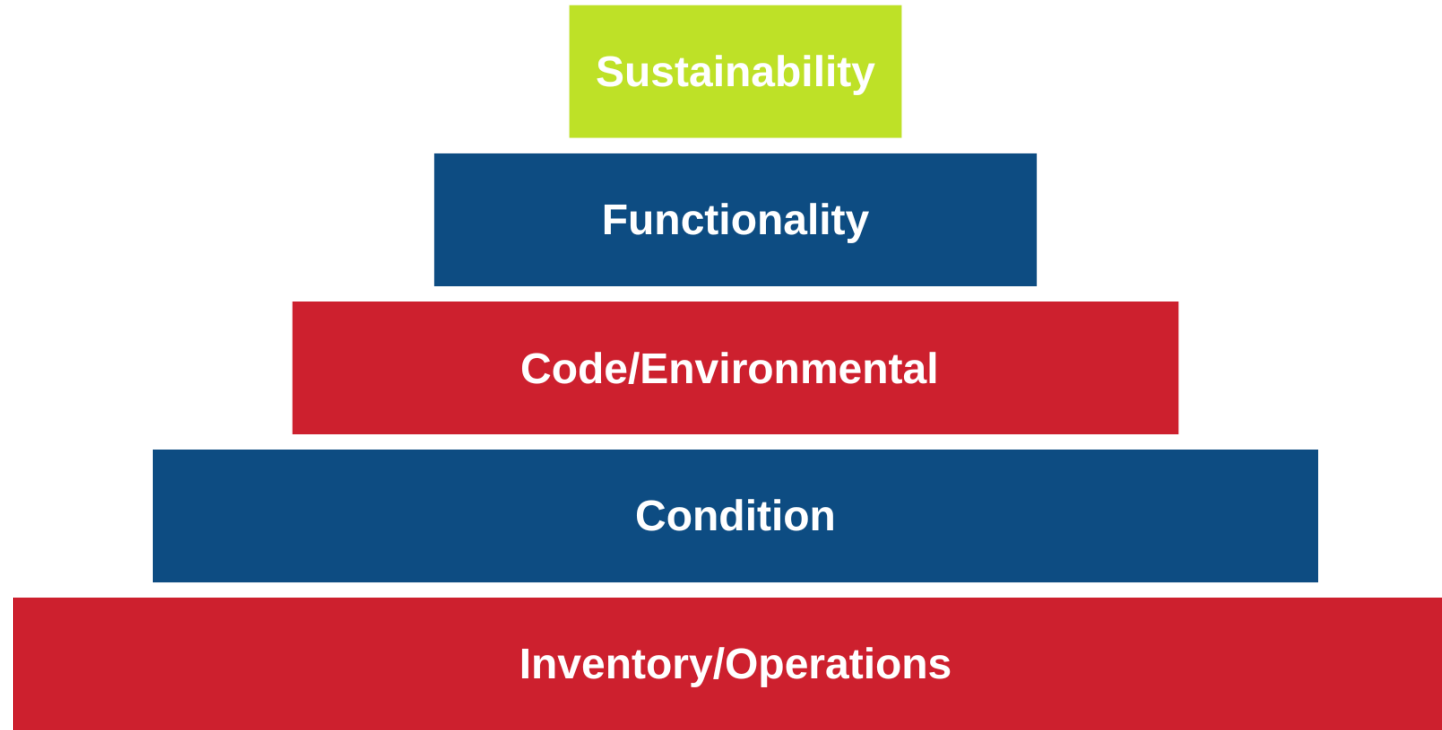 Sustainability
Functionality
Code/Environmental
Condition
Inventory/Operations